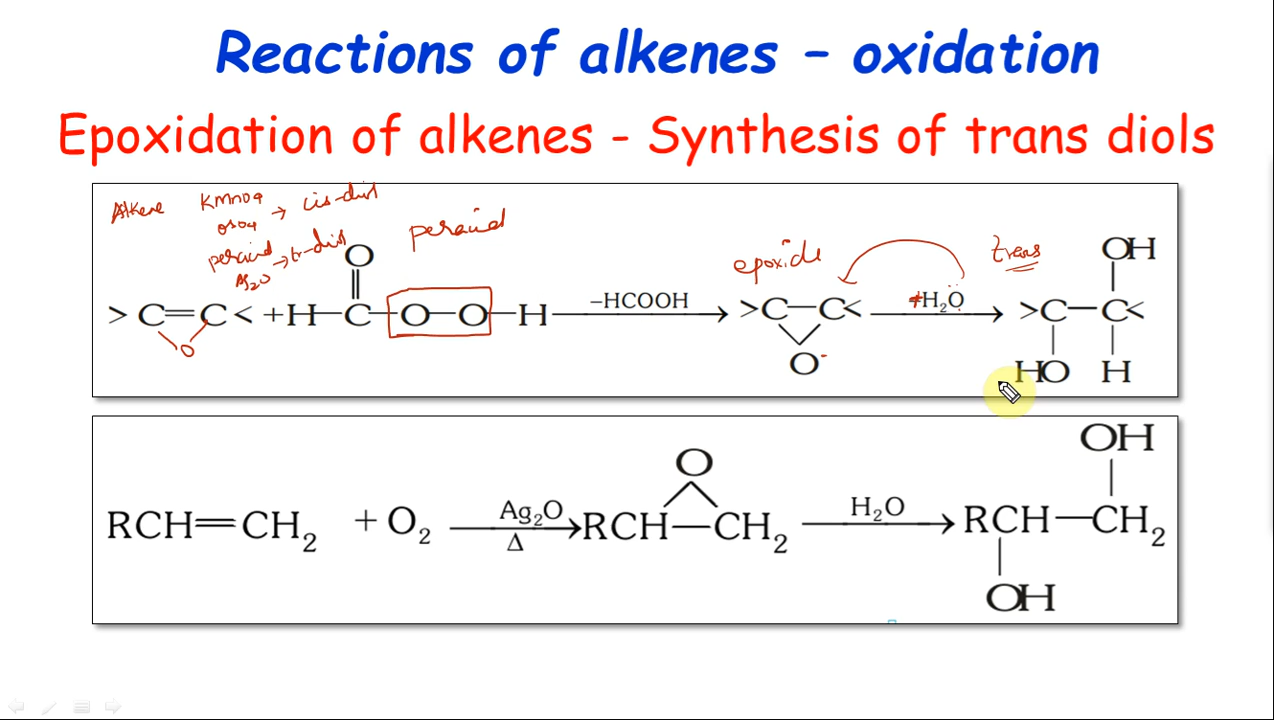 Reactions of alkenes – oxidation
Epoxidation of alkenes - Synthesis of trans diols
Alkene KMnO4 → cis-diol
OsO4
peracid → tr-diol
Ag2O
peracid
epoxide
trans
O
>C=C< + H–C–O–O–H –HCOOH >C–C< +H₂O >C–C<
OH
O
O
HO H
RCH=CH₂ + O₂ Ag₂O Δ RCH–CH₂ H₂O RCH–CH₂
O
OH
OH